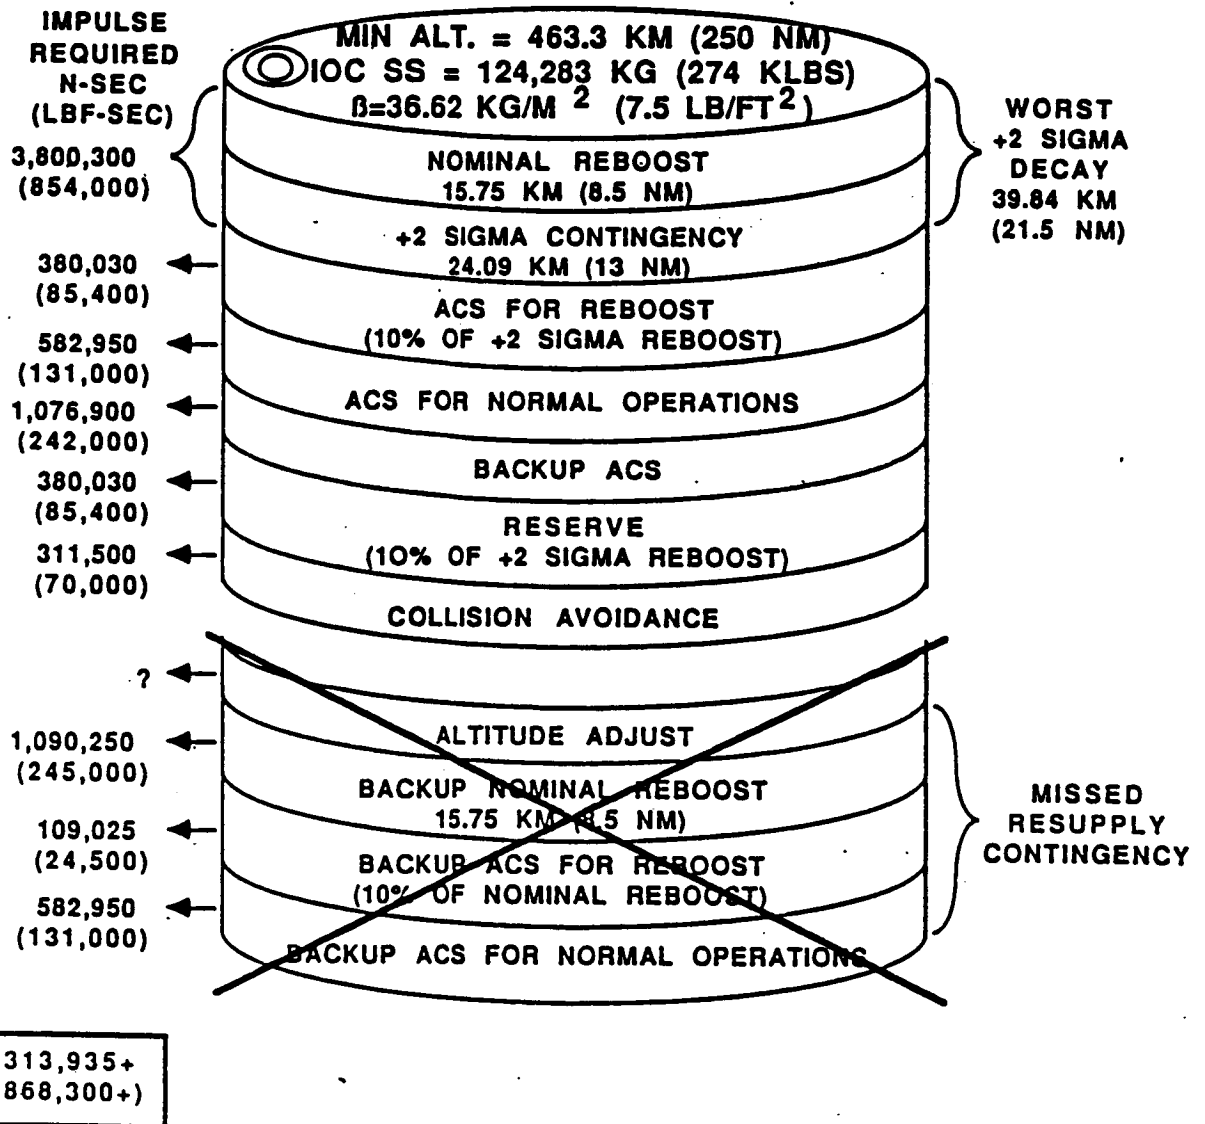 IMPULSE
REQUIRED
N-SEC
(LBF-SEC)
3,800,300
(854,000)
380,030
(85,400)
582,950
(131,000)
1,076,900
(242,000)
380,030
(85,400)
311,500
(70,000)
?
1,090,250
(245,000)
109,025
(24,500)
582,950
(131,000)
MIN ALT. = 463.3 KM (250 NM)
IOC SS = 124,283 KG (274 KLBS)
β=36.62 KG/M 2 (7.5 LB/FT2)
NOMINAL REBOOST
15.75 KM (8.5 NM)
+2 SIGMA CONTINGENCY
24.09 KM (13 NM)
ACS FOR REBOOST
(10% OF +2 SIGMA REBOOST)
ACS FOR NORMAL OPERATIONS
BACKUP ACS
RESERVE
(10% OF +2 SIGMA REBOOST)
COLLISION AVOIDANCE
ALTITUDE ADJUST
BACKUP NOMINAL REBOOST
15.75 KM (8.5 NM)
BACKUP ACS FOR REBOOST
(10% OF NOMINAL REBOOST)
BACKUP ACS FOR NORMAL OPERATIONS
WORST
+2 SIGMA
DECAY
39.84 KM
(21.5 NM)
MISSED
RESUPPLY
CONTINGENCY
313,935+
868,300+)